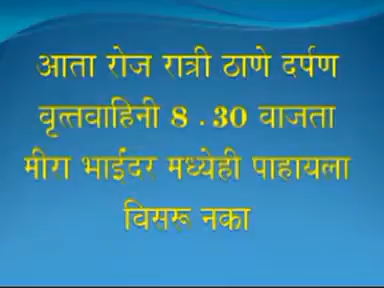 आता रोज रात्री ठाणे दर्पण
वृत्तवाहिनी 8 . 30 वाजता
मीरा भाईंदर मध्येही पाहायला
विसरू नका